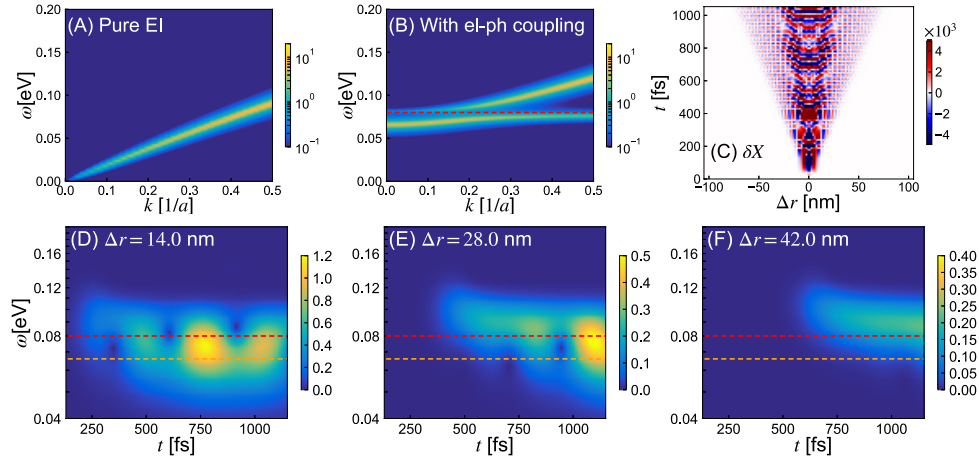 (A) Pure EI
ω[eV]
0.20
0.15
0.10
0.05
0.00
0.0 0.1 0.2 0.3 0.4 0.5
k [1/a]
10¹
10⁰
10⁻¹
(B) With el-ph coupling
ω[eV]
0.20
0.15
0.10
0.05
0.00
0.0 0.1 0.2 0.3 0.4 0.5
k [1/a]
10¹
10⁰
10⁻¹
(C) δX
t [fs]
1000
800
600
400
200
0
−100 −50 0 50 100
Δr [nm]
×10³
4
2
0
−2
−4
(D) Δr = 14.0 nm
ω[eV]
0.16
0.12
0.08
0.04
250 500 750 1000
t [fs]
1.2
1.0
0.8
0.6
0.4
0.2
0.0
(E) Δr = 28.0 nm
ω[eV]
0.16
0.12
0.08
0.04
250 500 750 1000
t [fs]
0.5
0.4
0.3
0.2
0.1
0.0
(F) Δr = 42.0 nm
ω[eV]
0.16
0.12
0.08
0.04
250 500 750 1000
t [fs]
0.40
0.35
0.30
0.25
0.20
0.15
0.10
0.05
0.00